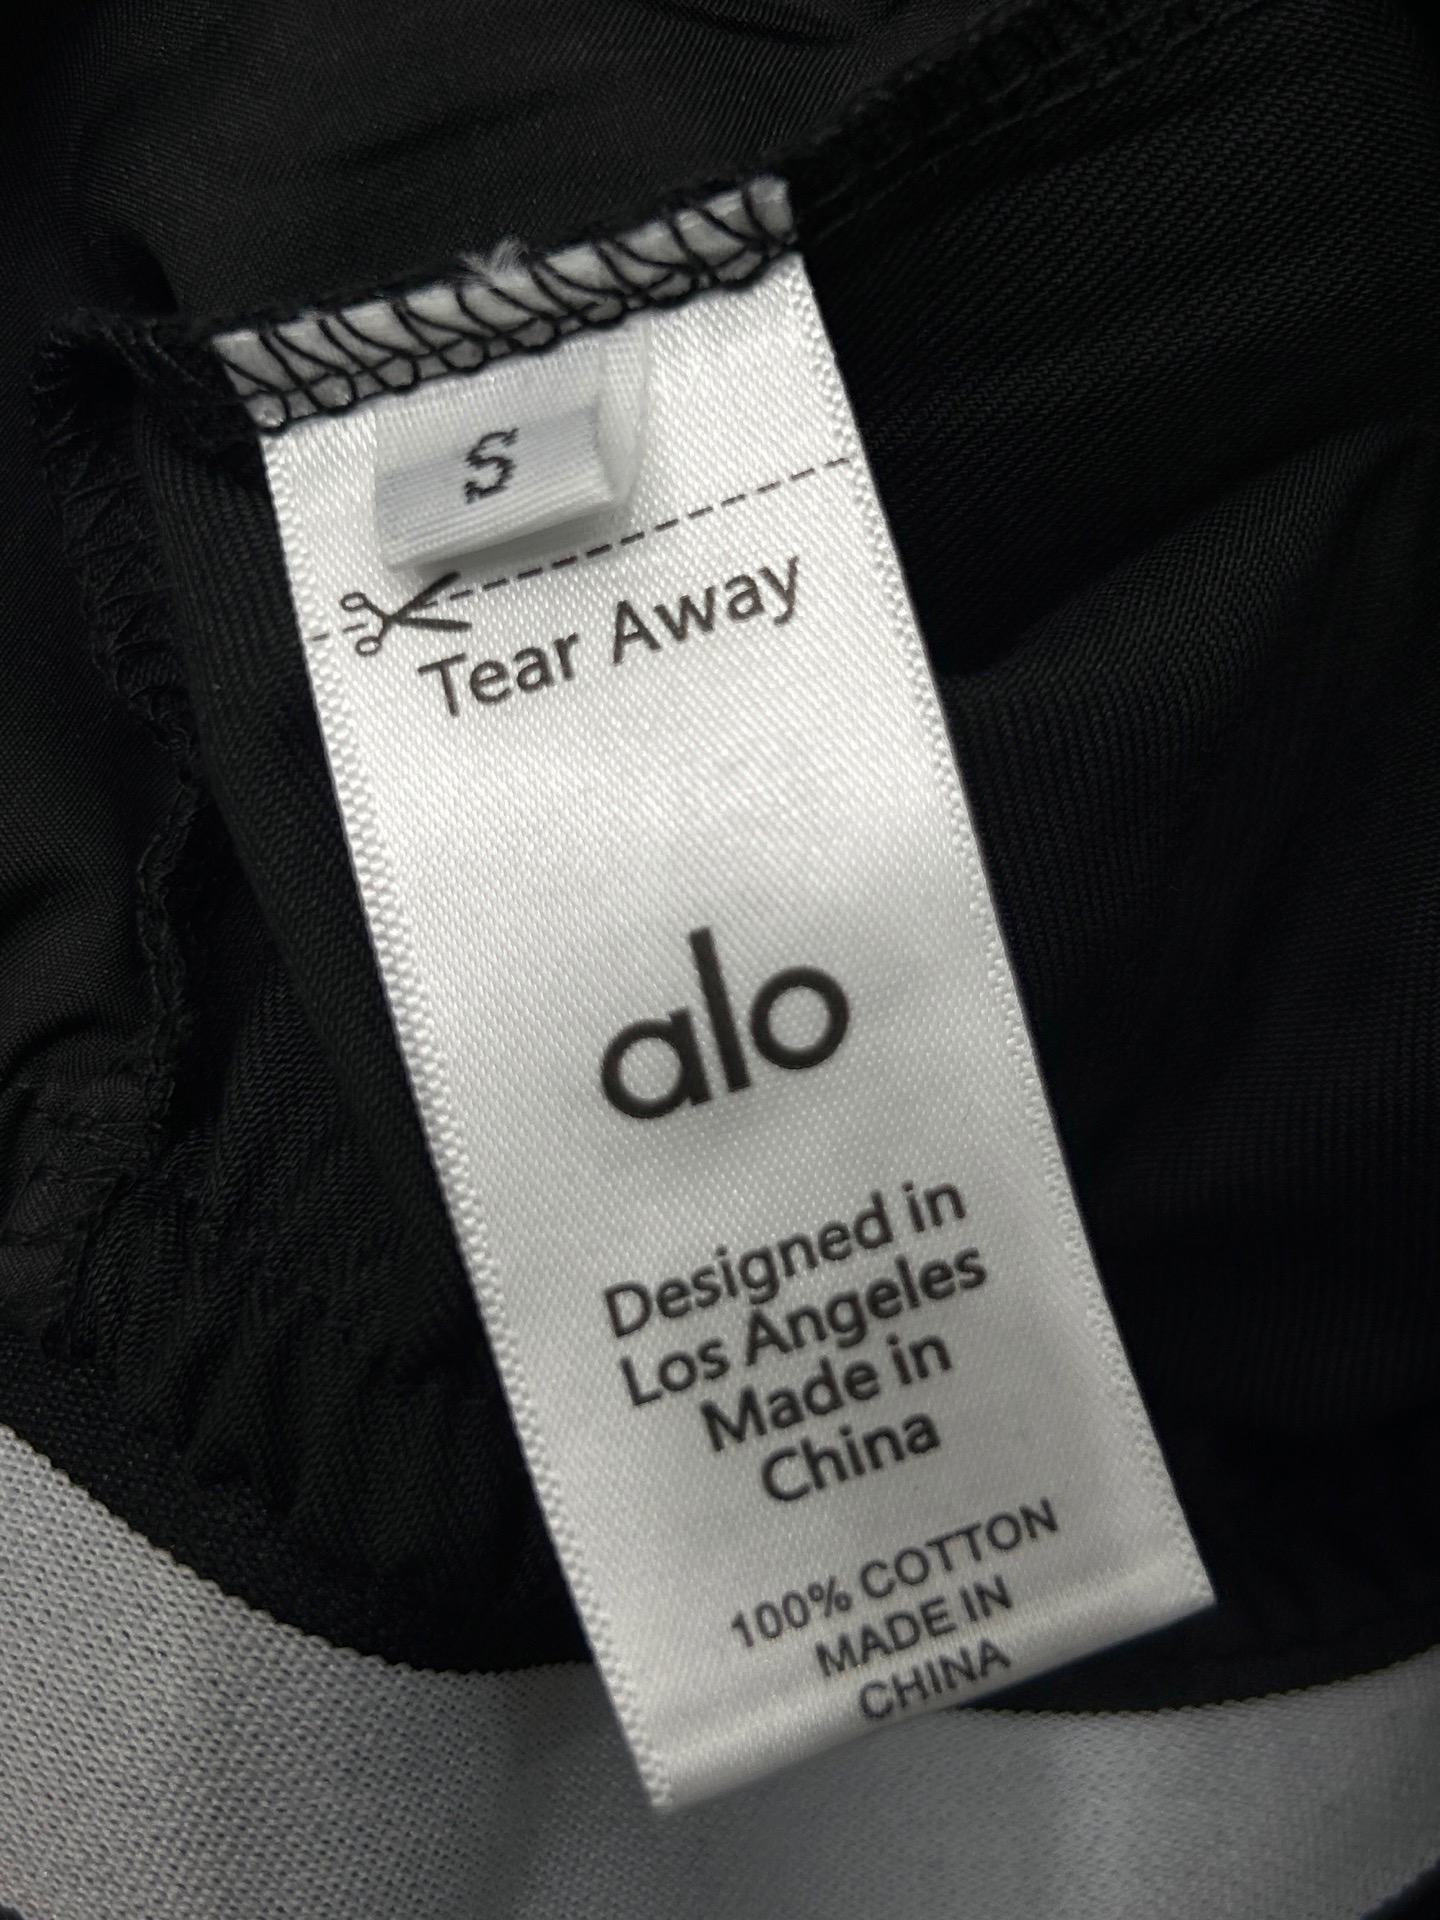 S
Tear Away
alo
Designed in
Los Angeles
Made in
China
100% COTTON
MADE IN
CHINA